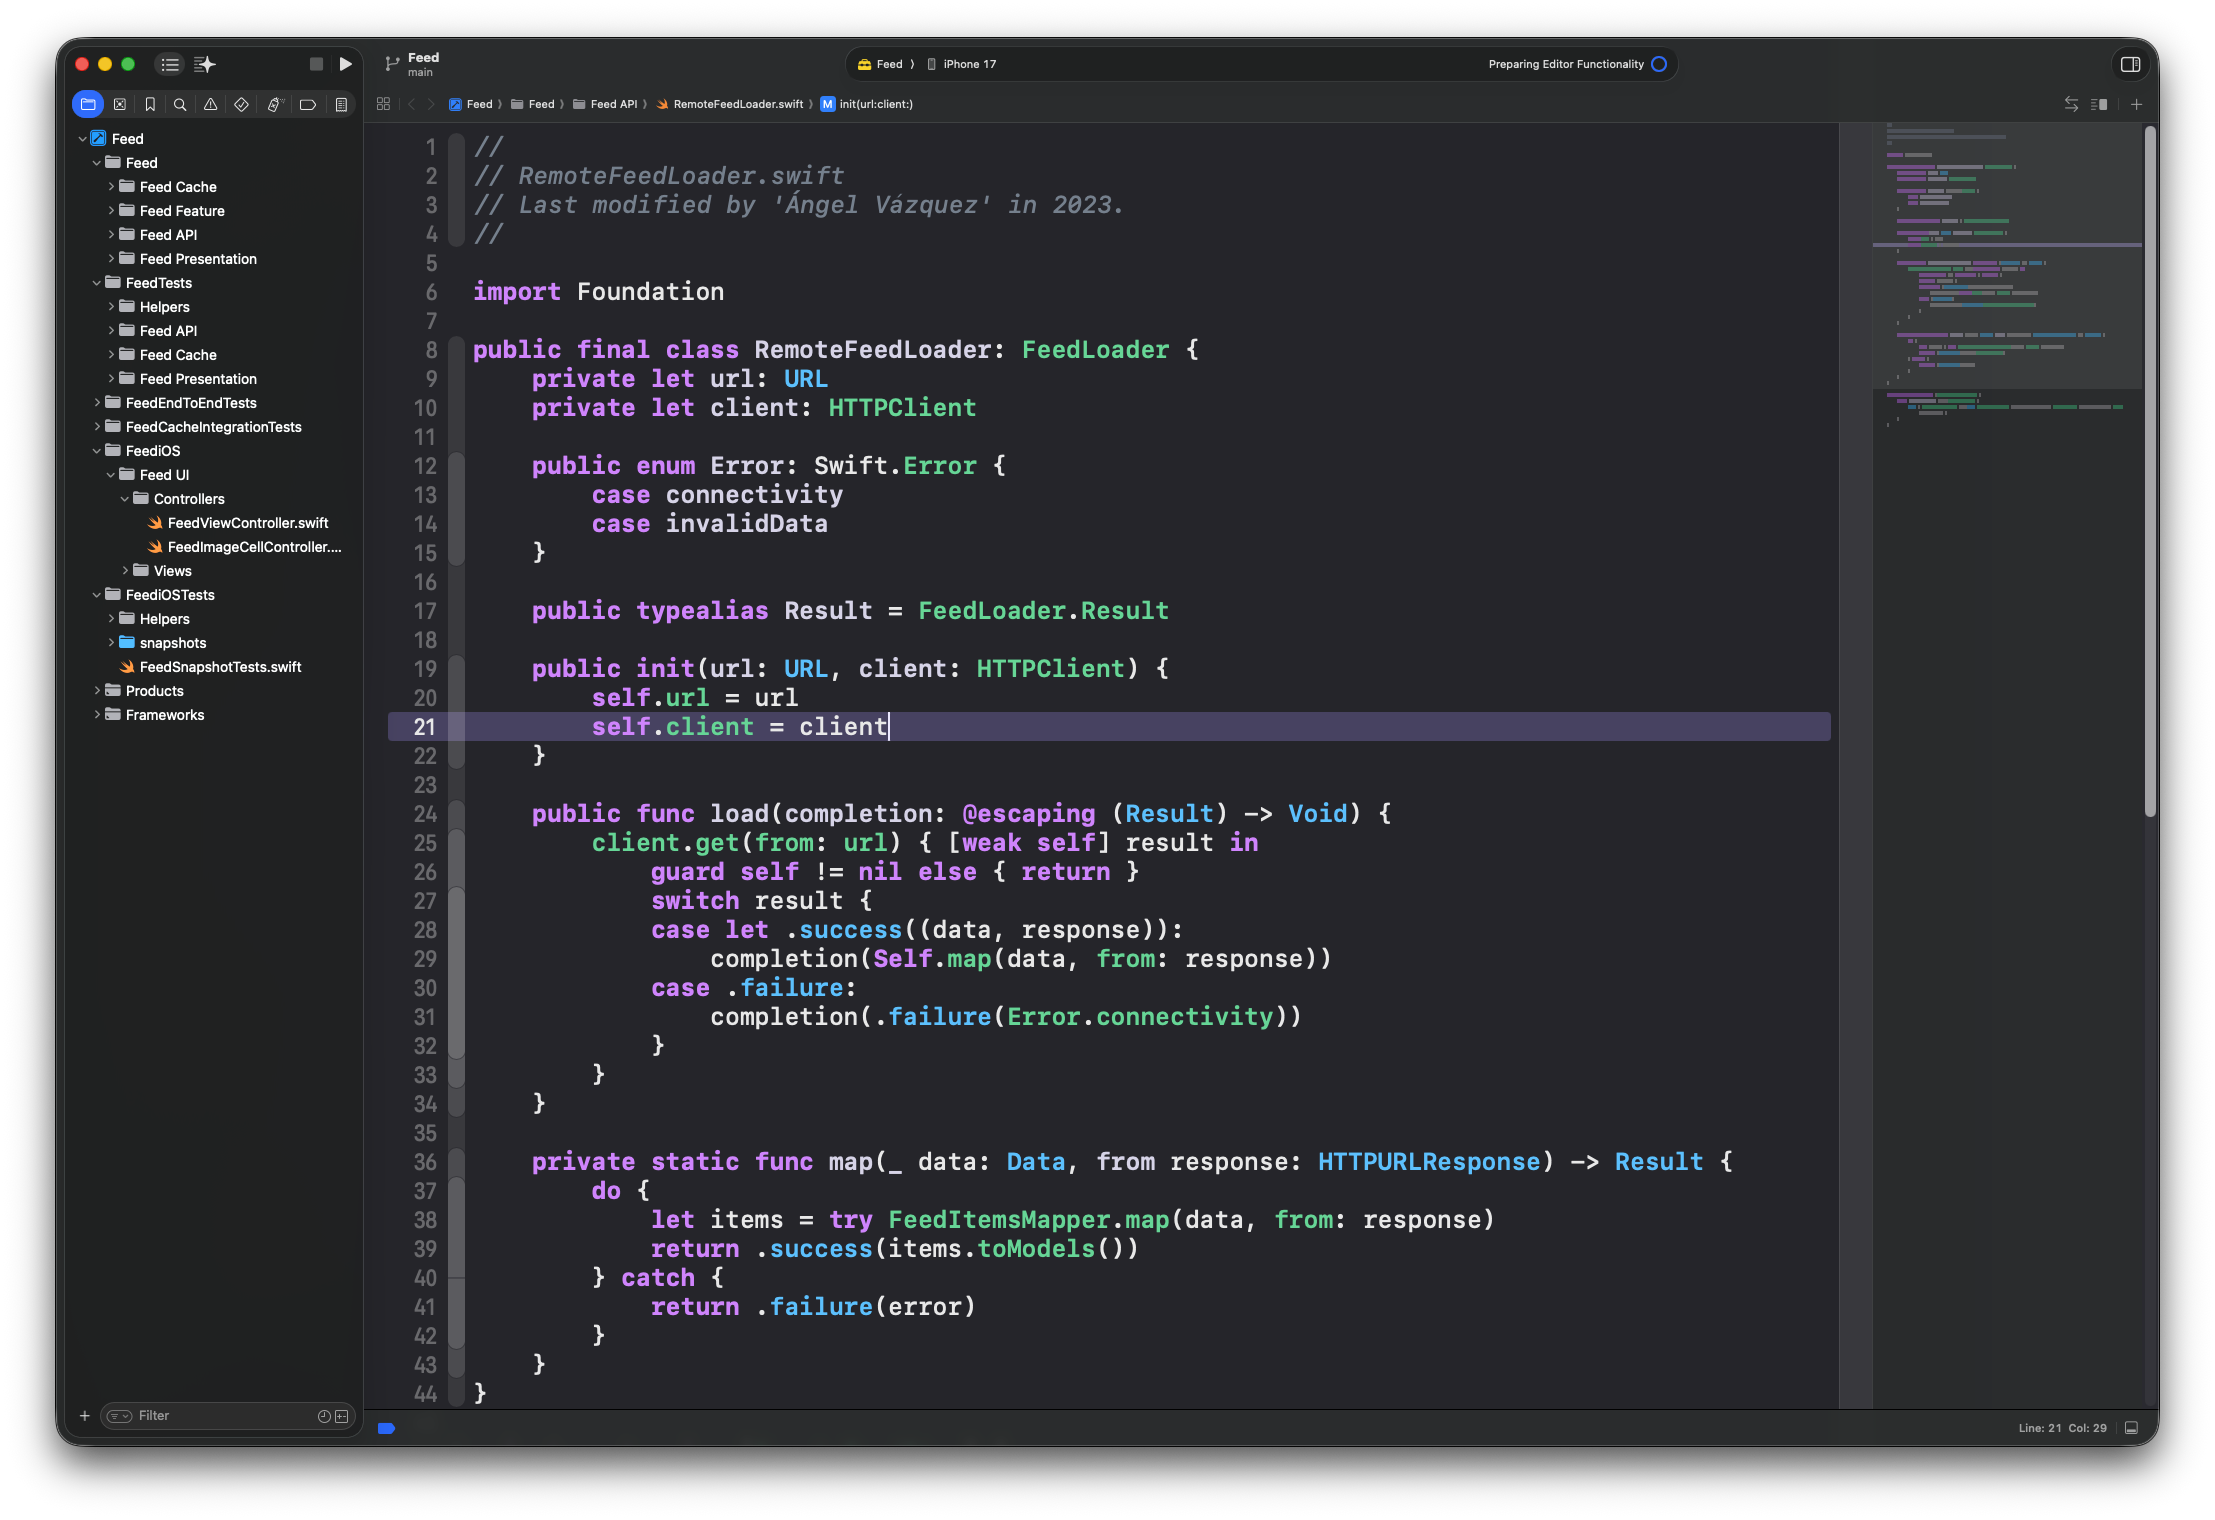 Feed
main
Feed
iPhone 17
Preparing Editor Functionality
Feed
Feed
Feed API
RemoteFeedLoader.swift
M
init(url:client:)
Feed
Feed
Feed Cache
Feed Feature
Feed API
Feed Presentation
FeedTests
Helpers
Feed API
Feed Cache
Feed Presentation
FeedEndToEndTests
FeedCacheIntegrationTests
FeediOS
Feed UI
Controllers
FeedViewController.swift
FeedImageCellController....
Views
FeediOSTests
Helpers
snapshots
FeedSnapshotTests.swift
Products
Frameworks
Filter
1 //
2 // RemoteFeedLoader.swift
3 // Last modified by 'Ángel Vázquez' in 2023.
4 //
5
6 import Foundation
7
8 public final class RemoteFeedLoader: FeedLoader {
9     private let url: URL
10     private let client: HTTPClient
11
12     public enum Error: Swift.Error {
13         case connectivity
14         case invalidData
15     }
16
17     public typealias Result = FeedLoader.Result
18
19     public init(url: URL, client: HTTPClient) {
20         self.url = url
21         self.client = client
22     }
23
24     public func load(completion: @escaping (Result) -> Void) {
25         client.get(from: url) { [weak self] result in
26             guard self != nil else { return }
27             switch result {
28             case let .success((data, response)):
29                 completion(Self.map(data, from: response))
30             case .failure:
31                 completion(.failure(Error.connectivity))
32             }
33         }
34     }
35
36     private static func map(_ data: Data, from response: HTTPURLResponse) -> Result {
37         do {
38             let items = try FeedItemsMapper.map(data, from: response)
39             return .success(items.toModels())
40         } catch {
41             return .failure(error)
42         }
43     }
44 }
Line: 21 Col: 29